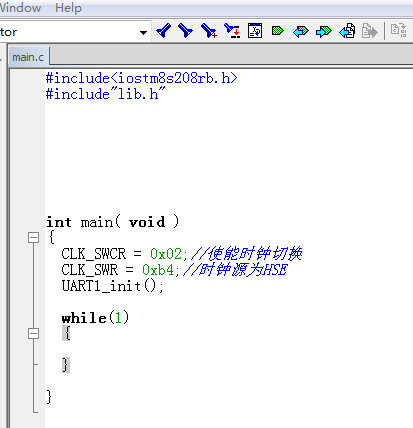 Window Help
tor
main.c
#include<iostm8s208rb.h>
#include"lib.h"
int main( void )
{
CLK_SWCR = 0x02;//使能时钟切换
CLK_SWR = 0xb4;//时钟源为HSE
UART1_init();
while(1)
{
}
}